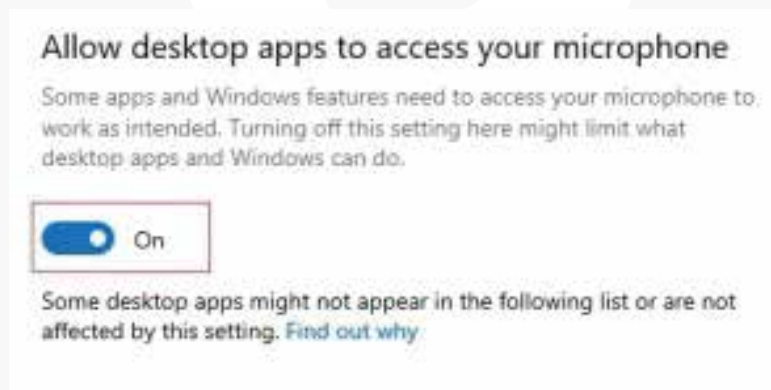 Allow desktop apps to access your microphone
Some apps and Windows features need to access your microphone to
work as intended. Turning off this setting here might limit what
desktop apps and Windows can do.
On
Some desktop apps might not appear in the following list or are not
affected by this setting. Find out why